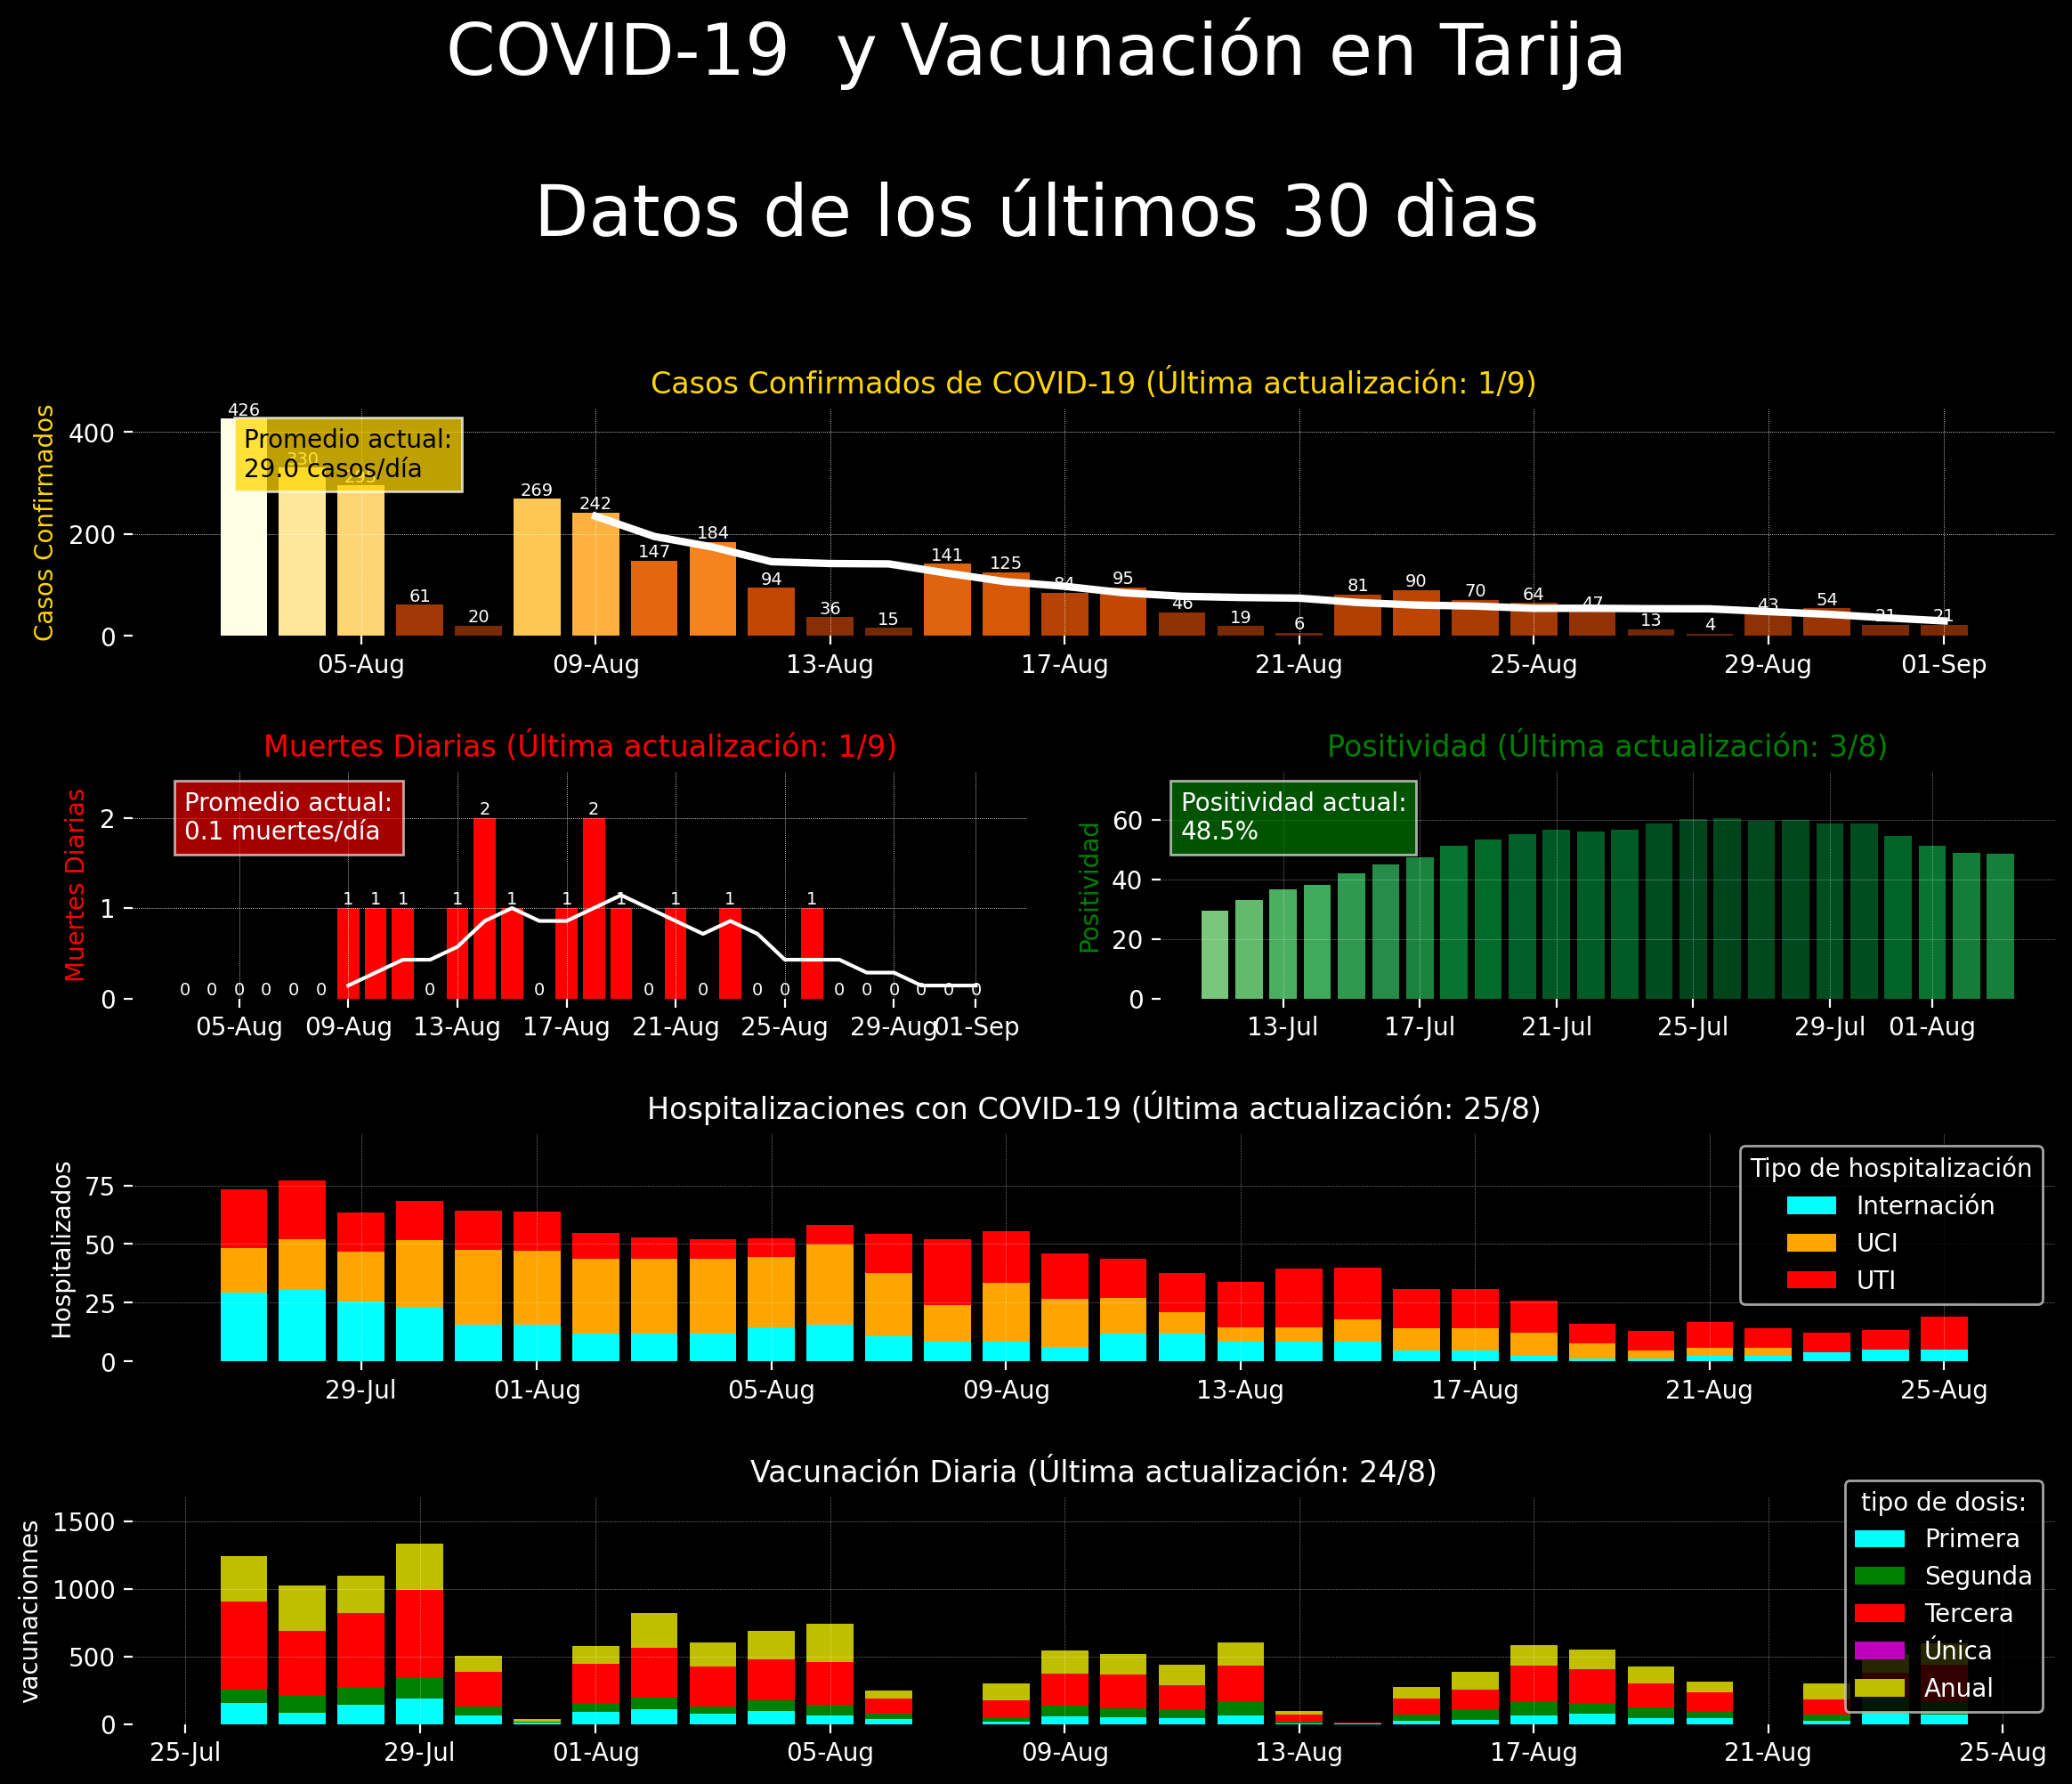 COVID-19  y Vacunación en Tarija
Datos de los últimos 30 dìas
Casos Confirmados de COVID-19 (Última actualización: 1/9)
Casos Confirmados
400
200
0
Promedio actual:
29.0 casos/día
426
330
295
61
20
269
242
147
184
94
36
15
141
125
84
95
46
19
6
81
90
70
64
47
13
4
43
54
21
21
05-Aug
09-Aug
13-Aug
17-Aug
21-Aug
25-Aug
29-Aug
01-Sep
Muertes Diarias (Última actualización: 1/9)
Muertes Diarias
2
1
0
Promedio actual:
0.1 muertes/día
0
0
0
0
0
0
1
1
1
0
1
2
1
0
1
2
1
0
1
0
1
0
0
1
0
0
0
0
0
0
05-Aug
09-Aug
13-Aug
17-Aug
21-Aug
25-Aug
29-Aug
01-Sep
Positividad (Última actualización: 3/8)
Positividad
60
40
20
0
Positividad actual:
48.5%
13-Jul
17-Jul
21-Jul
25-Jul
29-Jul
01-Aug
Hospitalizaciones con COVID-19 (Última actualización: 25/8)
Hospitalizados
75
50
25
0
Tipo de hospitalización
Internación
UCI
UTI
29-Jul
01-Aug
05-Aug
09-Aug
13-Aug
17-Aug
21-Aug
25-Aug
Vacunación Diaria (Última actualización: 24/8)
vacunacionnes
1500
1000
500
0
tipo de dosis:
Primera
Segunda
Tercera
Única
Anual
25-Jul
29-Jul
01-Aug
05-Aug
09-Aug
13-Aug
17-Aug
21-Aug
25-Aug